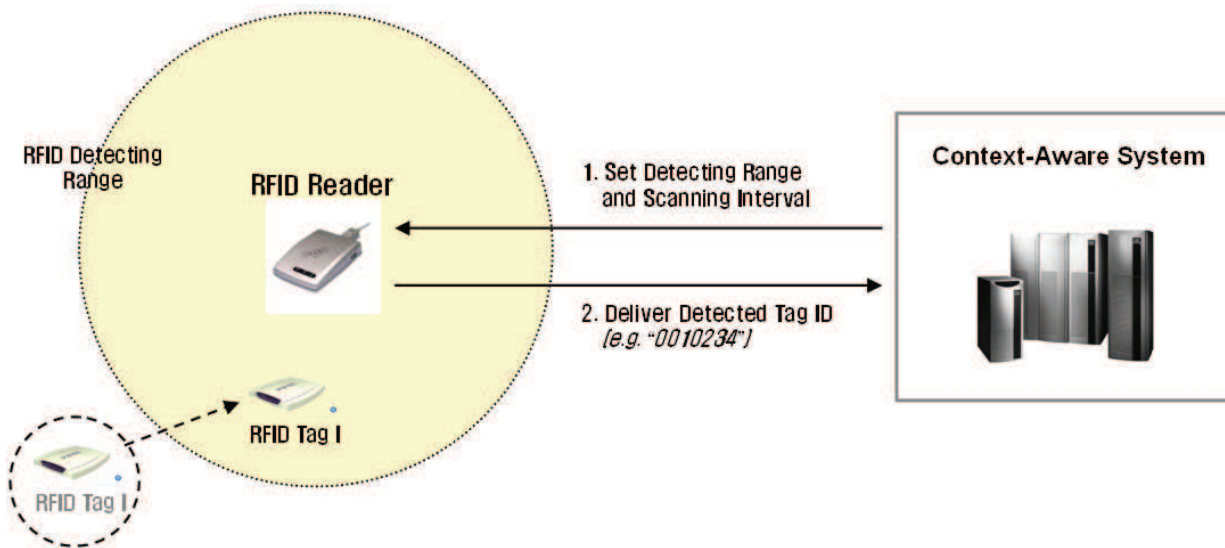 RFID Detecting
Range
RFID Reader
1. Set Detecting Range
and Scanning Interval
Context-Aware System
2. Deliver Detected Tag ID
(e.g. “0010234”)
RFID Tag I
RFID Tag I